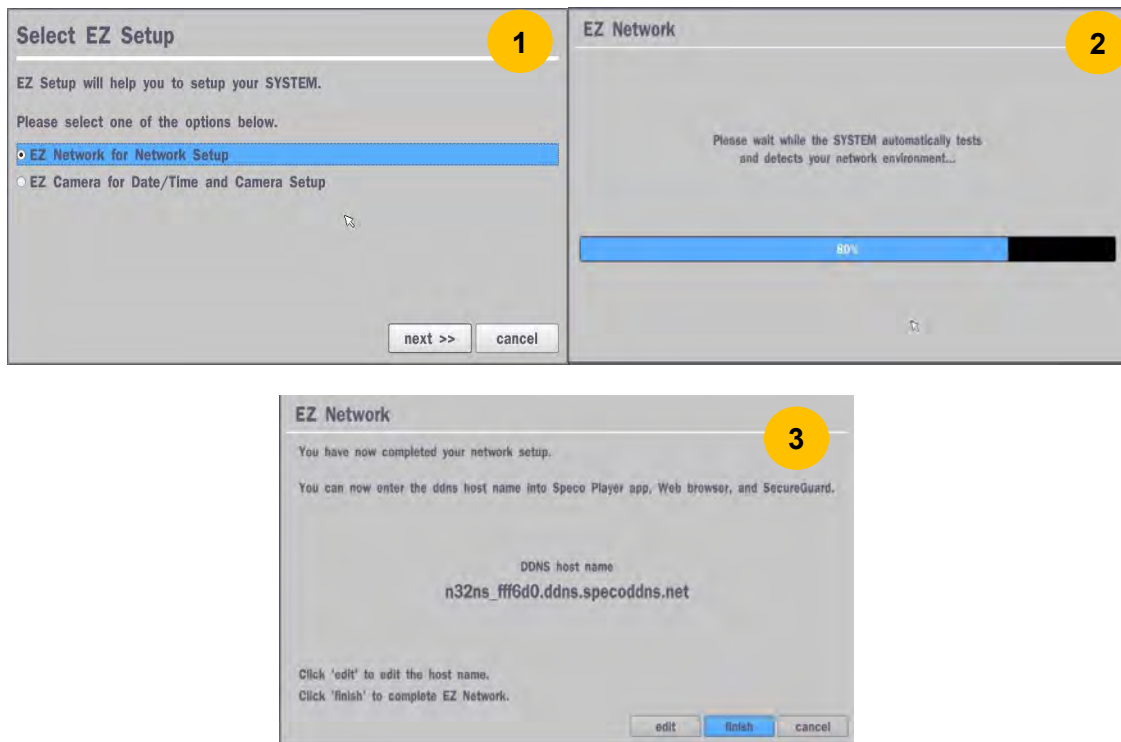 Select EZ Setup
1
EZ Setup will help you to setup your SYSTEM.
Please select one of the options below.
EZ Network for Network Setup
EZ Camera for Date/Time and Camera Setup
next >>
cancel
EZ Network
2
Please wait while the SYSTEM automatically tests
and detects your network environment...
80%
EZ Network
3
You have now completed your network setup.
You can now enter the ddns host name into Speco Player app, Web browser, and SecureGuard.
DDNS host name
n32ns_fff6d0.ddns.specoddns.net
Click 'edit' to edit the host name.
Click 'finish' to complete EZ Network.
edit
finish
cancel